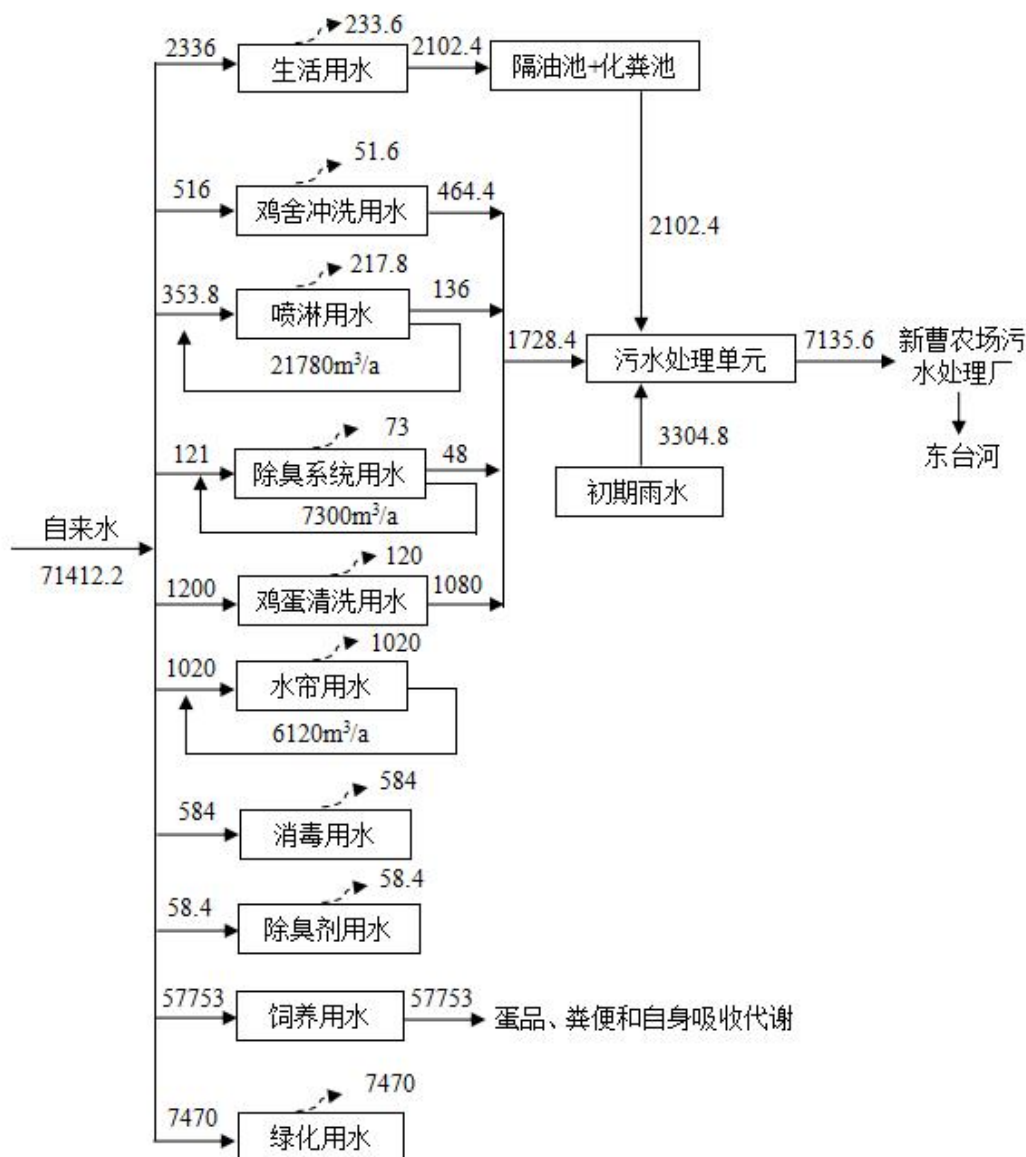 233.6
2336
生活用水
2102.4
隔油池+化粪池
51.6
516
鸡舍冲洗用水
464.4
2102.4
217.8
353.8
喷淋用水
136
21780m³/a
1728.4
污水处理单元
7135.6
新曹农场污
水处理厂
东台河
3304.8
初期雨水
73
121
除臭系统用水
48
7300m³/a
自来水
71412.2
120
1200
鸡蛋清洗用水
1080
1020
1020
水帘用水
6120m³/a
584
584
消毒用水
58.4
58.4
除臭剂用水
57753
饲养用水
57753
蛋品、粪便和自身吸收代谢
7470
7470
绿化用水